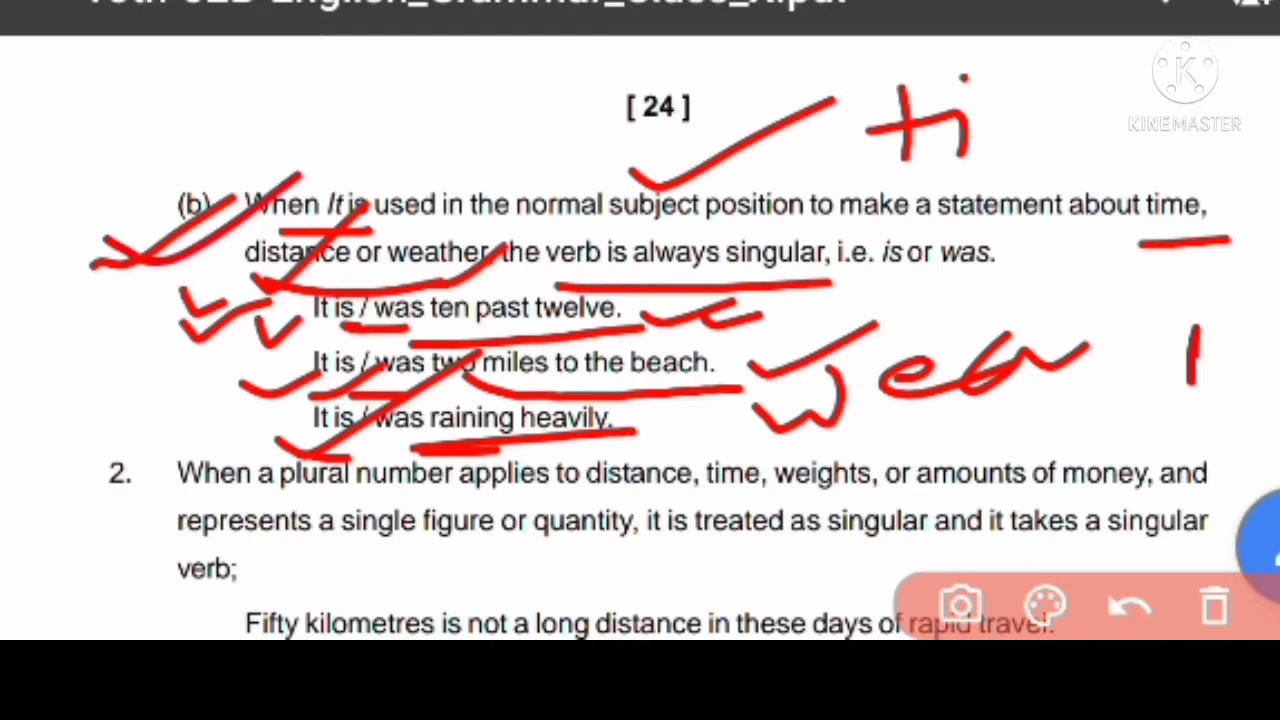 [ 24 ]
ti
KINEMASTER
(b) When It is used in the normal subject position to make a statement about time,
distance or weather, the verb is always singular, i.e. is or was.
It is / was ten past twelve.
It is / was two miles to the beach.
It is / was raining heavily.
2. When a plural number applies to distance, time, weights, or amounts of money, and
represents a single figure or quantity, it is treated as singular and it takes a singular
verb;
Fifty kilometres is not a long distance in these days of rapid travel.